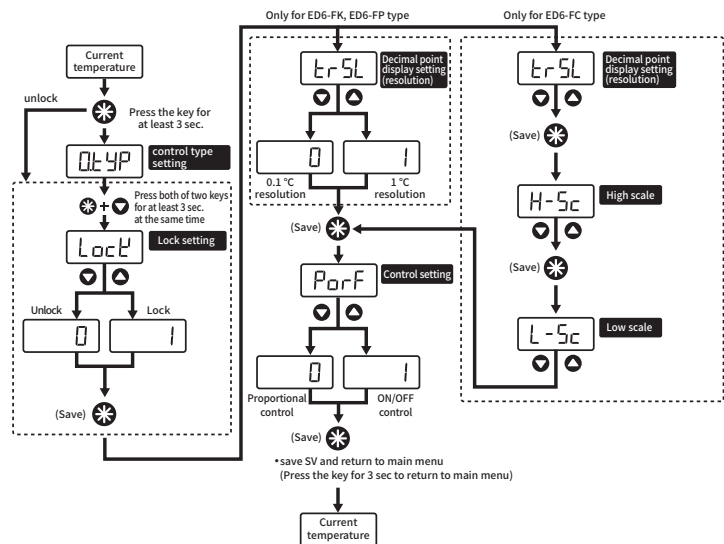 Only for ED6-FK, ED6-FP type
Only for ED6-FC type
Current
temperature
unlock
Press the key for
at least 3 sec.
O.tYP
control type
setting
+
Press both of two keys
for at least 3 sec.
at the same time
LocK
Lock setting
Unlock
Lock
0
1
(Save)
trSL
Decimal point
display setting
(resolution)
0
1
0.1 °C
resolution
1 °C
resolution
(Save)
PorF
Control setting
0
1
Proportional
control
ON/OFF
control
(Save)
•save SV and return to main menu
(Press the key for 3 sec to return to main menu)
Current
temperature
trSL
Decimal point
display setting
(resolution)
(Save)
H-Sc
High scale
(Save)
L-Sc
Low scale